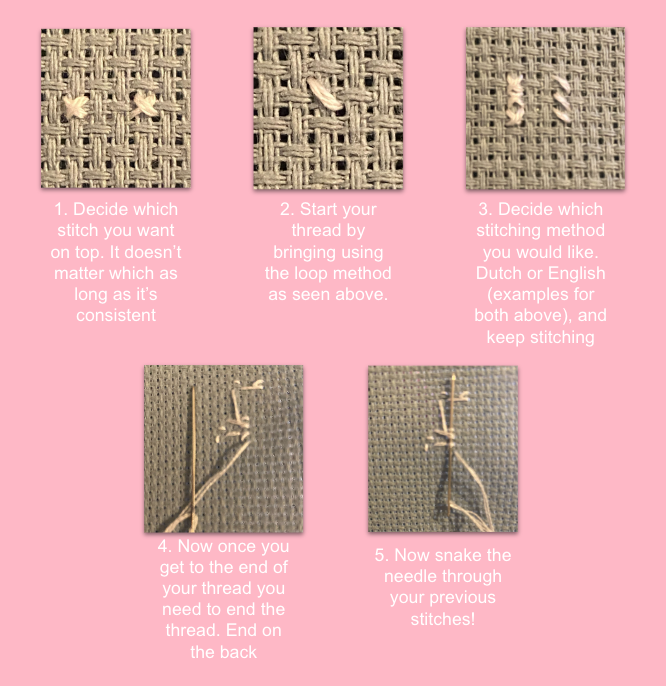 1. Decide which
stitch you want
on top. It doesn’t
matter which as
long as it’s
consistent
2. Start your
thread by
bringing using
the loop method
as seen above.
3. Decide which
stitching method
you would like.
Dutch or English
(examples for
both above), and
keep stitching
4. Now once you
get to the end of
your thread you
need to end the
thread. End on
the back
5. Now snake the
needle through
your previous
stitches!